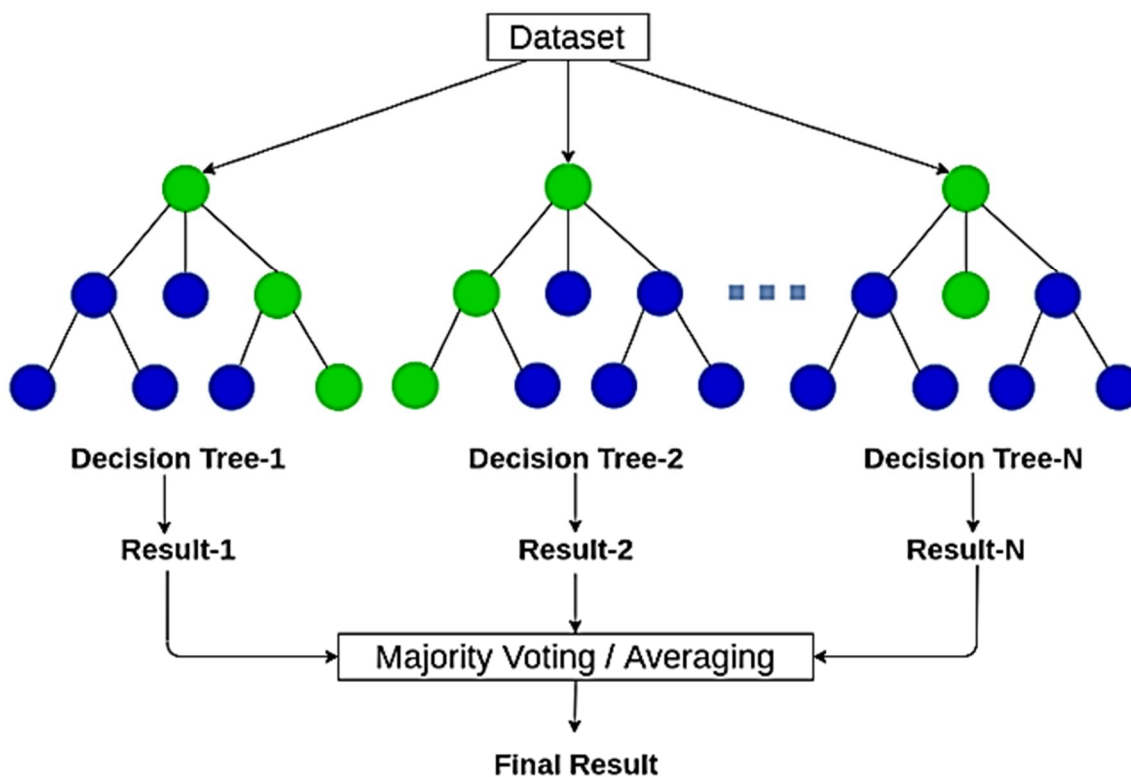 Dataset
Decision Tree-1
Decision Tree-2
Decision Tree-N
Result-1
Result-2
Result-N
Majority Voting / Averaging
Final Result